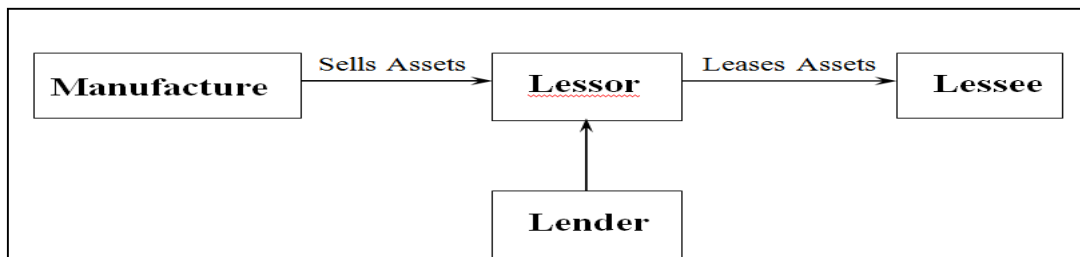 Sells Assets
Leases Assets
Manufacture
Lessor
Lessee
Lender